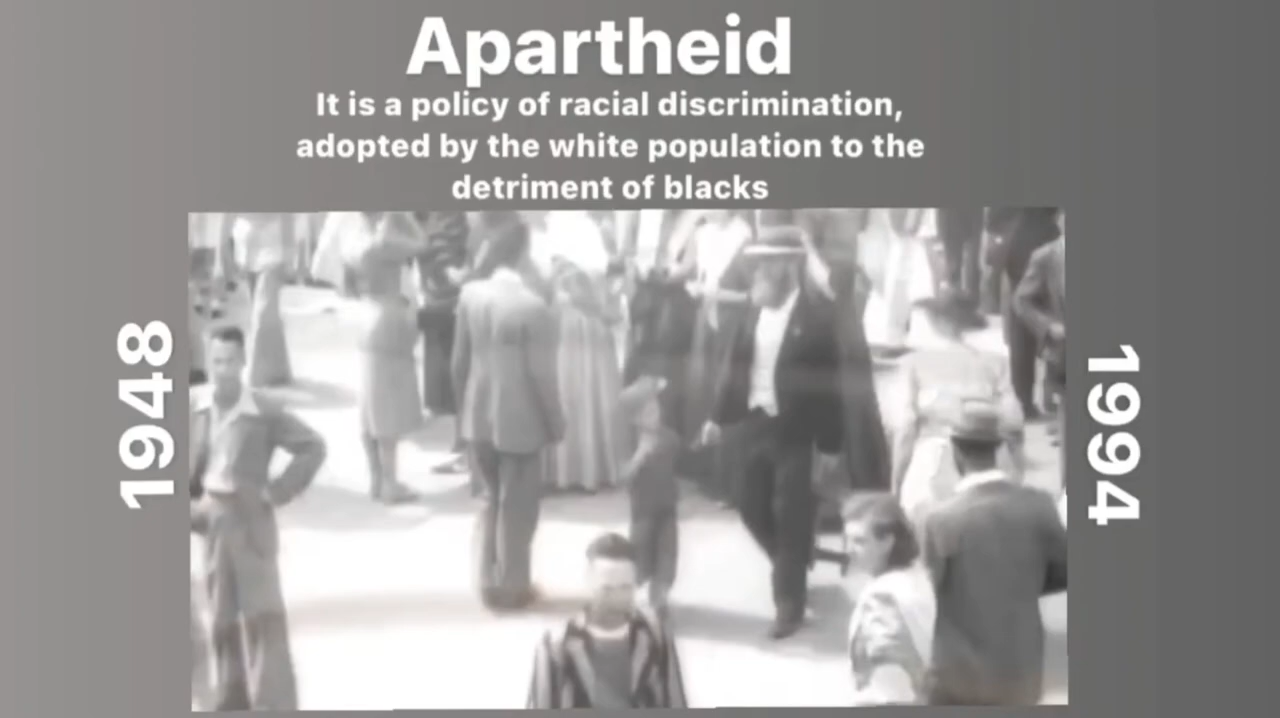 Apartheid
It is a policy of racial discrimination,
adopted by the white population to the
detriment of blacks
1948
1994